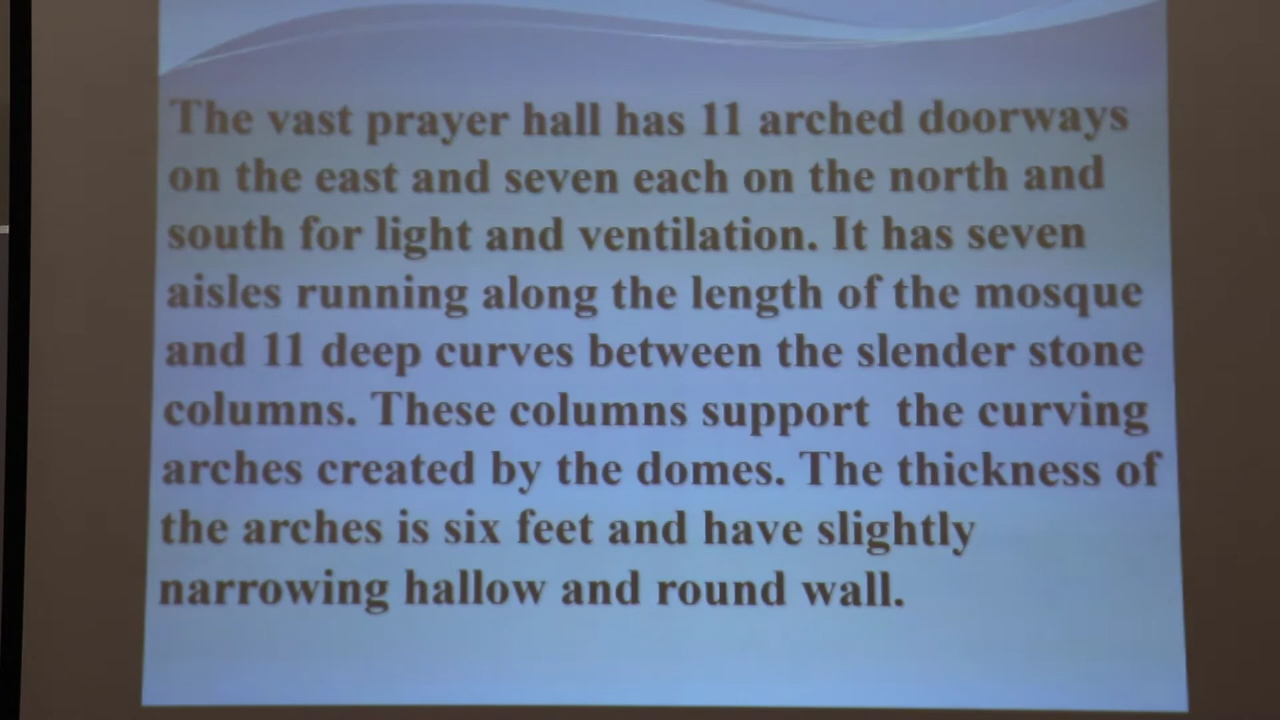 The vast prayer hall has 11 arched doorways
on the east and seven each on the north and
south for light and ventilation. It has seven
aisles running along the length of the mosque
and 11 deep curves between the slender stone
columns. These columns support the curving
arches created by the domes. The thickness of
the arches is six feet and have slightly
narrowing hallow and round wall.